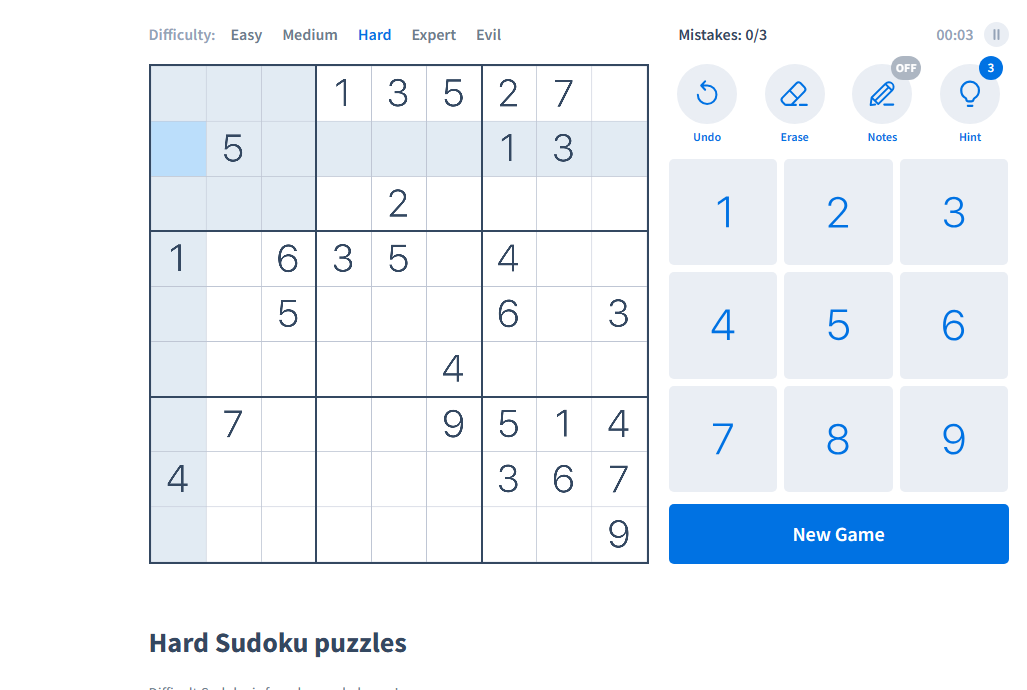 Difficulty: Easy Medium Hard Expert Evil Mistakes: 0/3 00:03
OFF 3
Undo Erase Notes Hint
1 3 5 2 7
5 1 3
2
1 6 3 5 4
5 6 3
4
7 9 5 1 4
4 3 6 7
9
1 2 3
4 5 6
7 8 9
New Game
Hard Sudoku puzzles